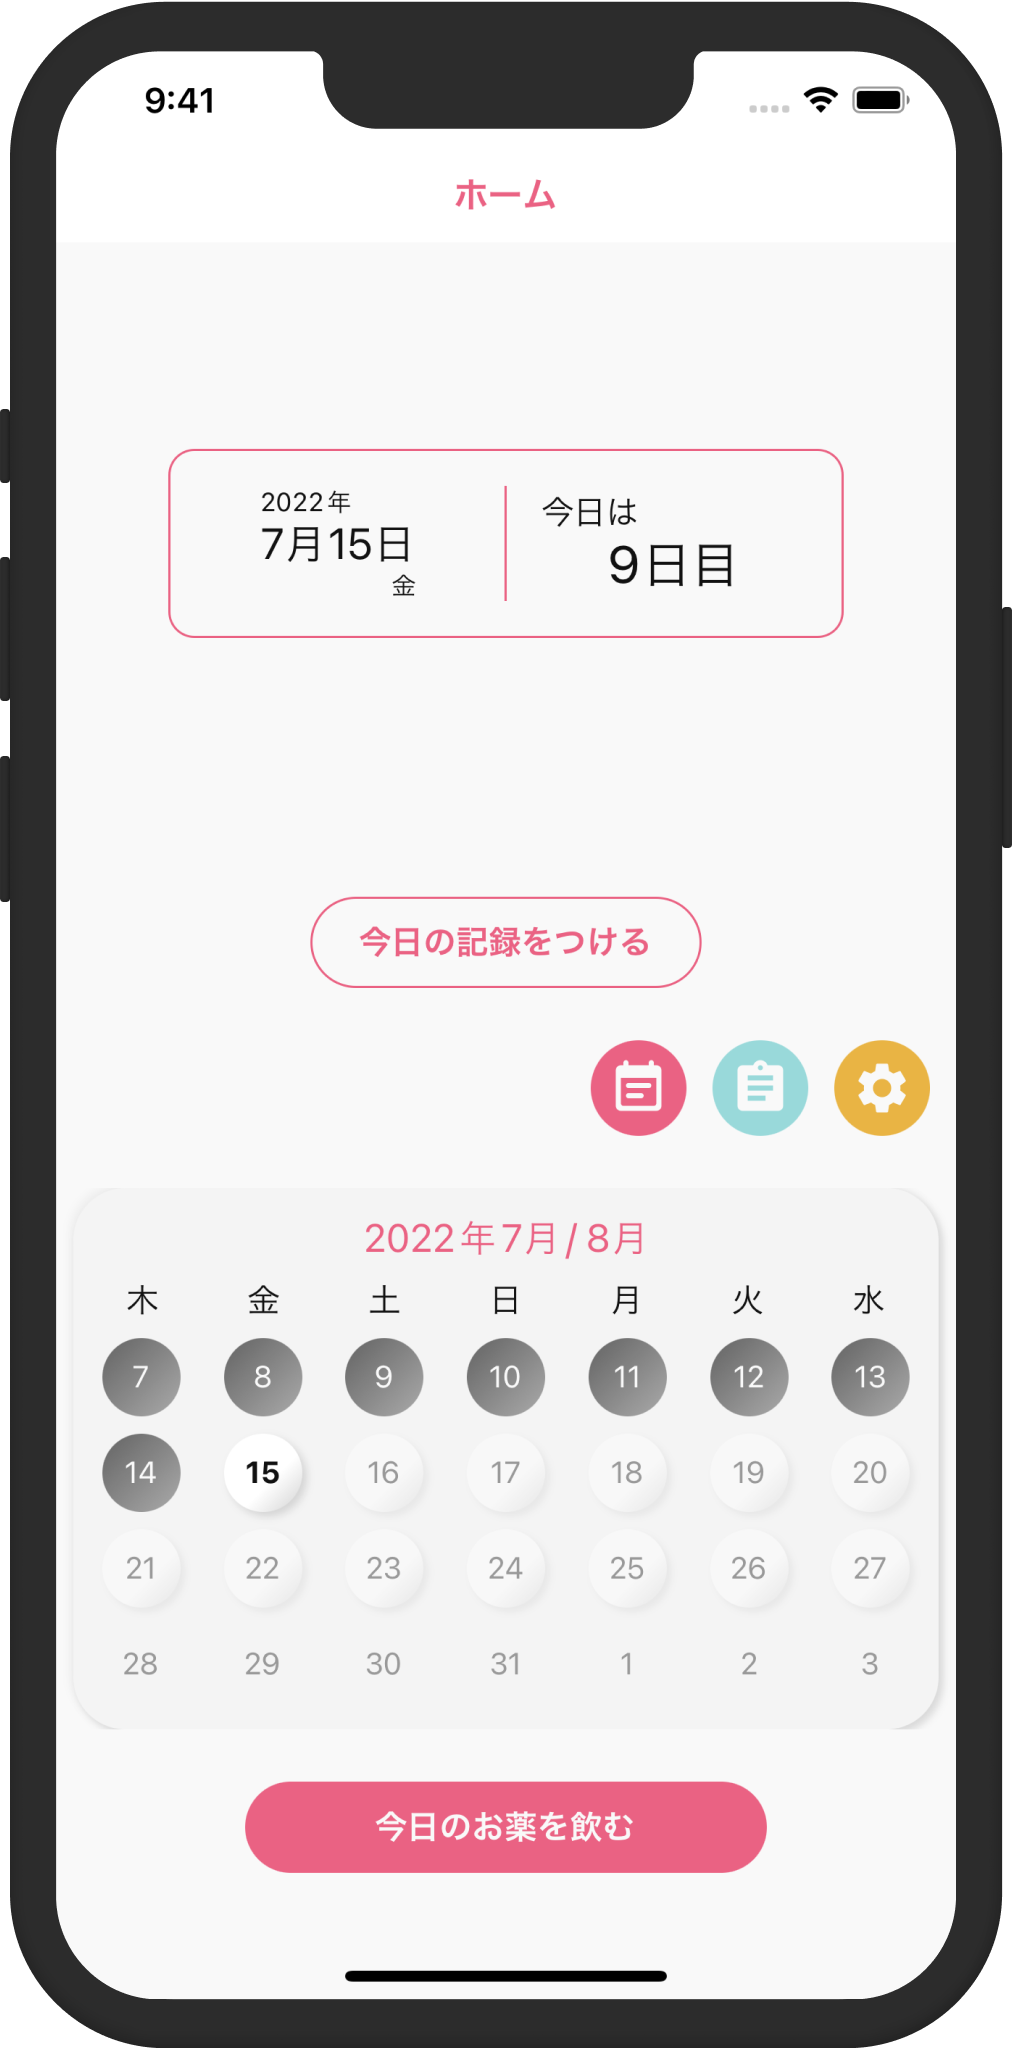 9:41
ホーム
2022年
7月15日
金
今日は
9日目
今日の記録をつける
2022年 7月 / 8月
木 金 土 日 月 火 水
7 8 9 10 11 12 13
14 15 16 17 18 19 20
21 22 23 24 25 26 27
28 29 30 31 1 2 3
今日のお薬を飲む